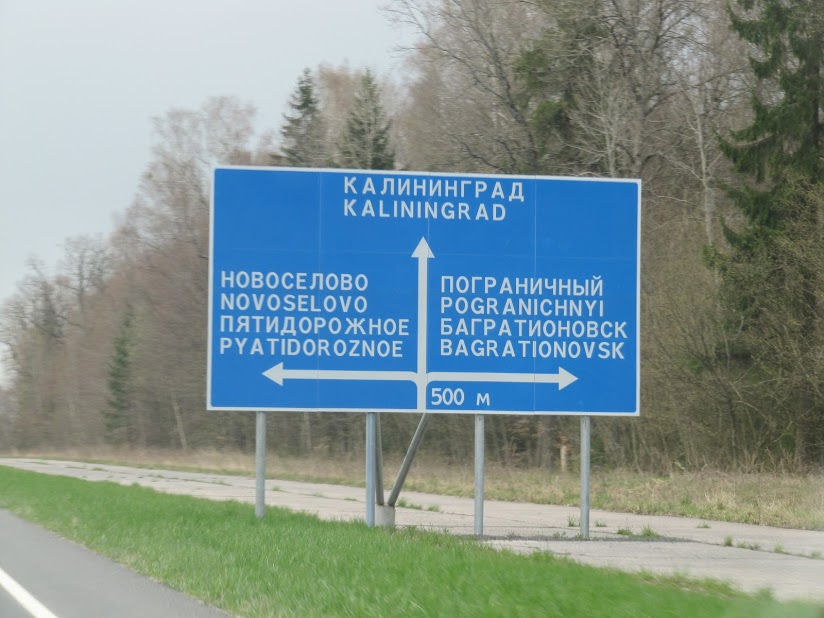 КАЛИНИНГРАД
KALININGRAD
НОВОСЕЛОВО
NOVOSELOVO
ПЯТИДОРОЖНОЕ
PYATIDOROZNOE
ПОГРАНИЧНЫЙ
POGRANICHNYI
БАГРАТИОНОВСК
BAGRATIONOVSK
500 м